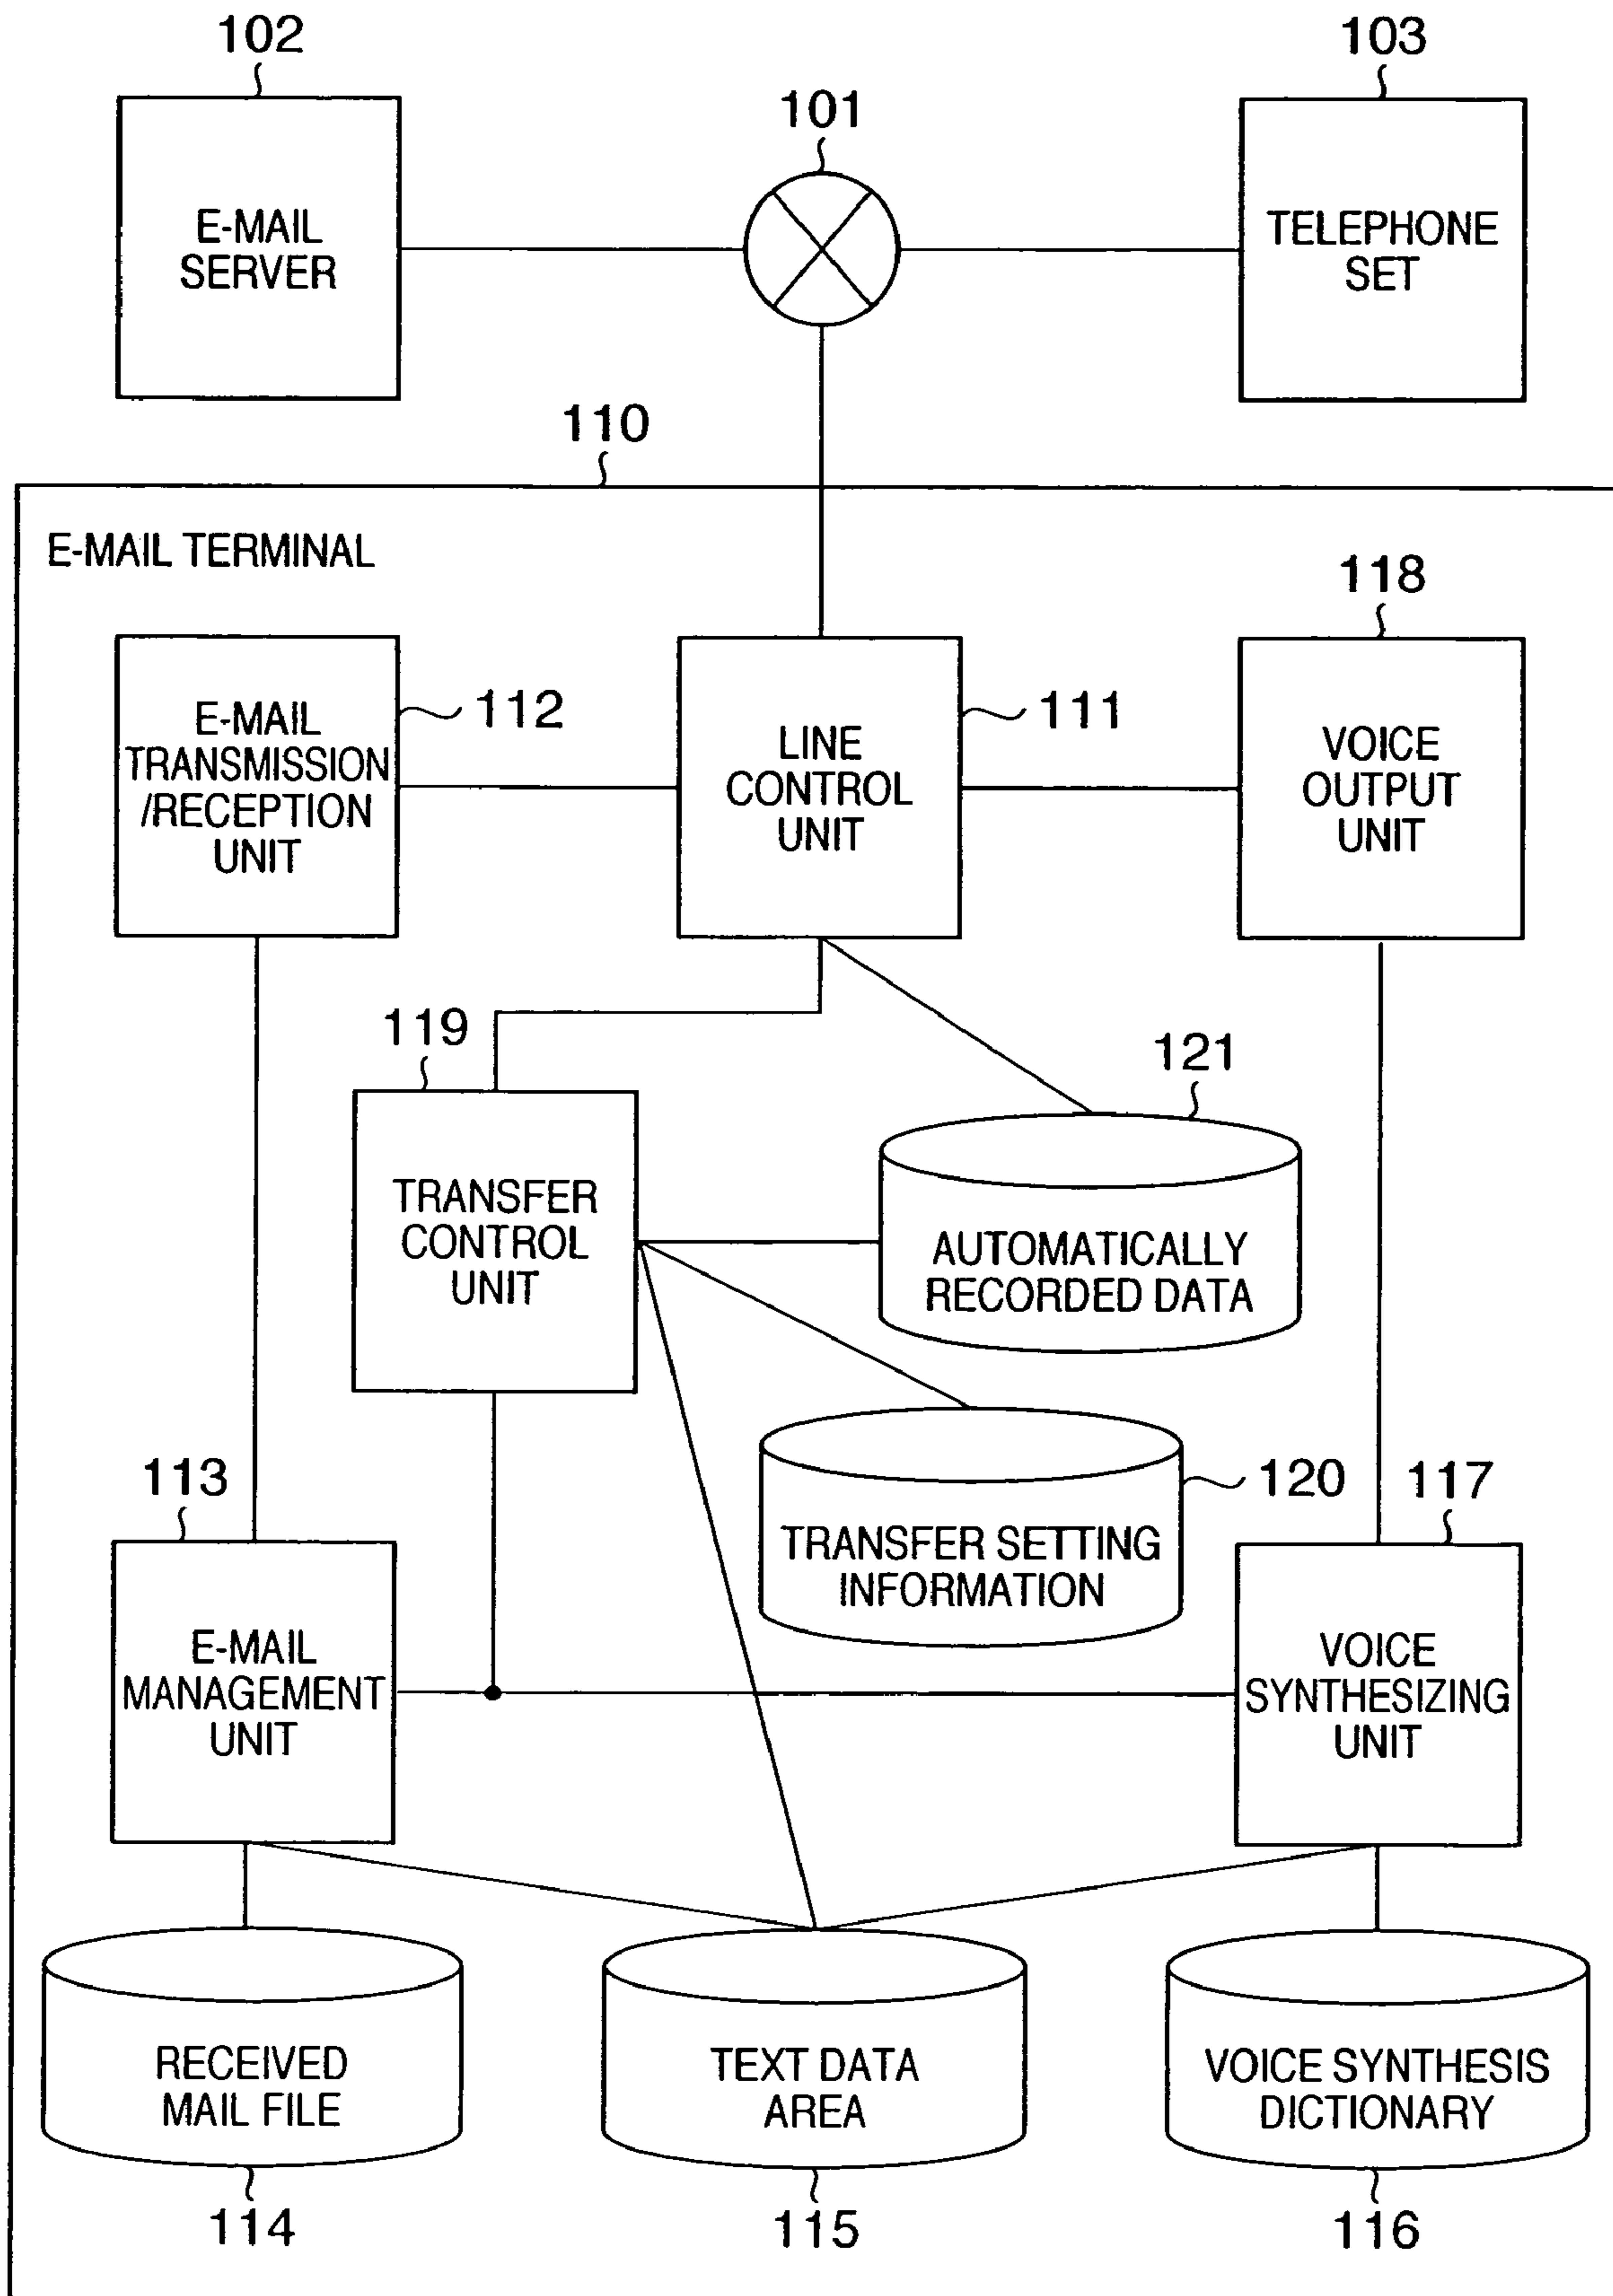 102
103
101
E-MAIL
SERVER
TELEPHONE
SET
110
E-MAIL TERMINAL
118
E-MAIL
TRANSMISSION
/RECEPTION
UNIT
112
LINE
CONTROL
UNIT
111
VOICE
OUTPUT
UNIT
119
121
TRANSFER
CONTROL
UNIT
AUTOMATICALLY
RECORDED DATA
113
120
117
TRANSFER SETTING
INFORMATION
E-MAIL
MANAGEMENT
UNIT
VOICE
SYNTHESIZING
UNIT
RECEIVED
MAIL FILE
TEXT DATA
AREA
VOICE SYNTHESIS
DICTIONARY
114
115
116